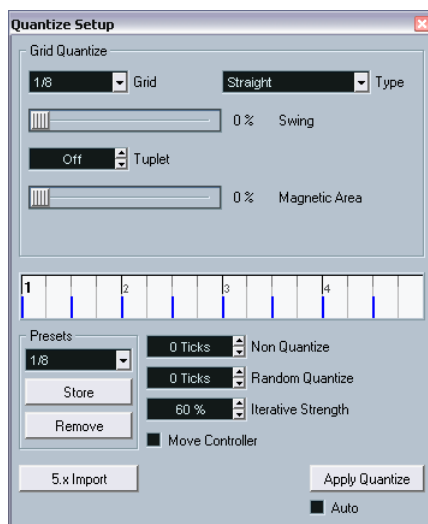 Quantize Setup
Grid Quantize
1/8 Grid Straight Type
0 % Swing
Off Tuplet
0 % Magnetic Area
1 2 3 4
Presets
1/8
Store
Remove
0 Ticks Non Quantize
0 Ticks Random Quantize
60 % Iterative Strength
Move Controller
5.x Import
Apply Quantize
Auto